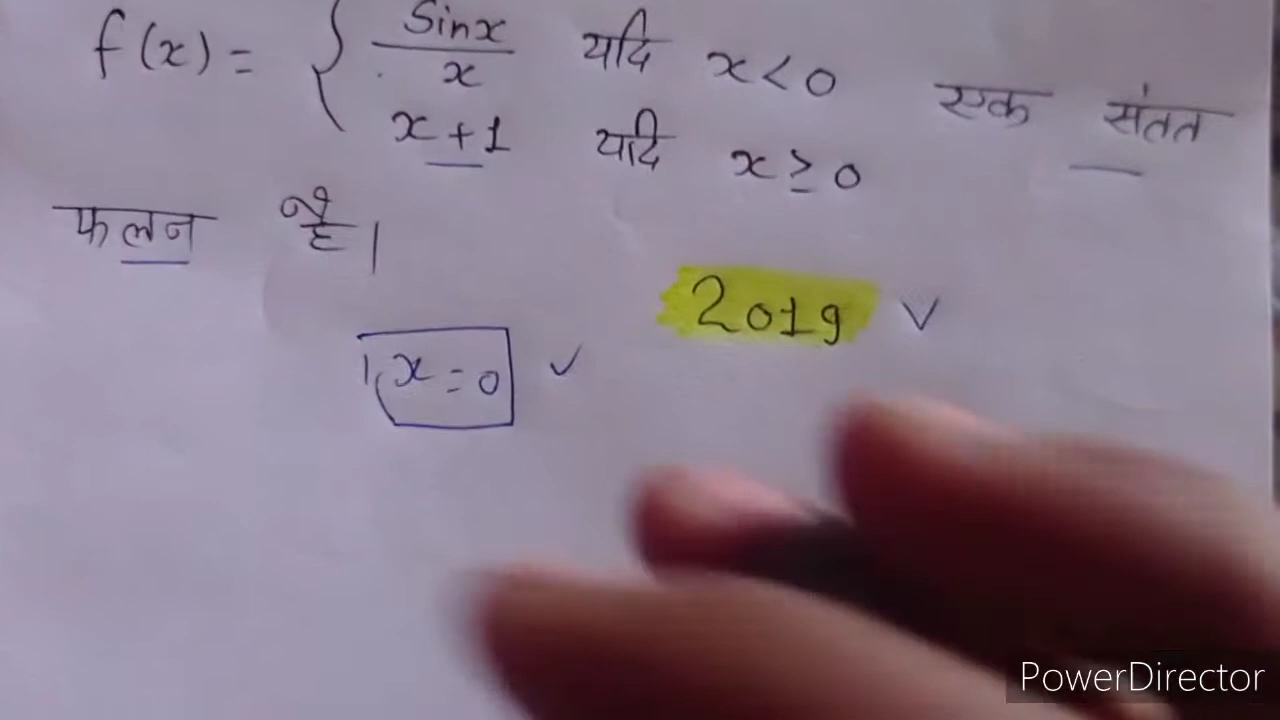 f(x) = { sinx/x यदि x < 0 एक संतत
x + 1 यदि x ≥ 0
फलन है।
2019
x = 0
PowerDirector